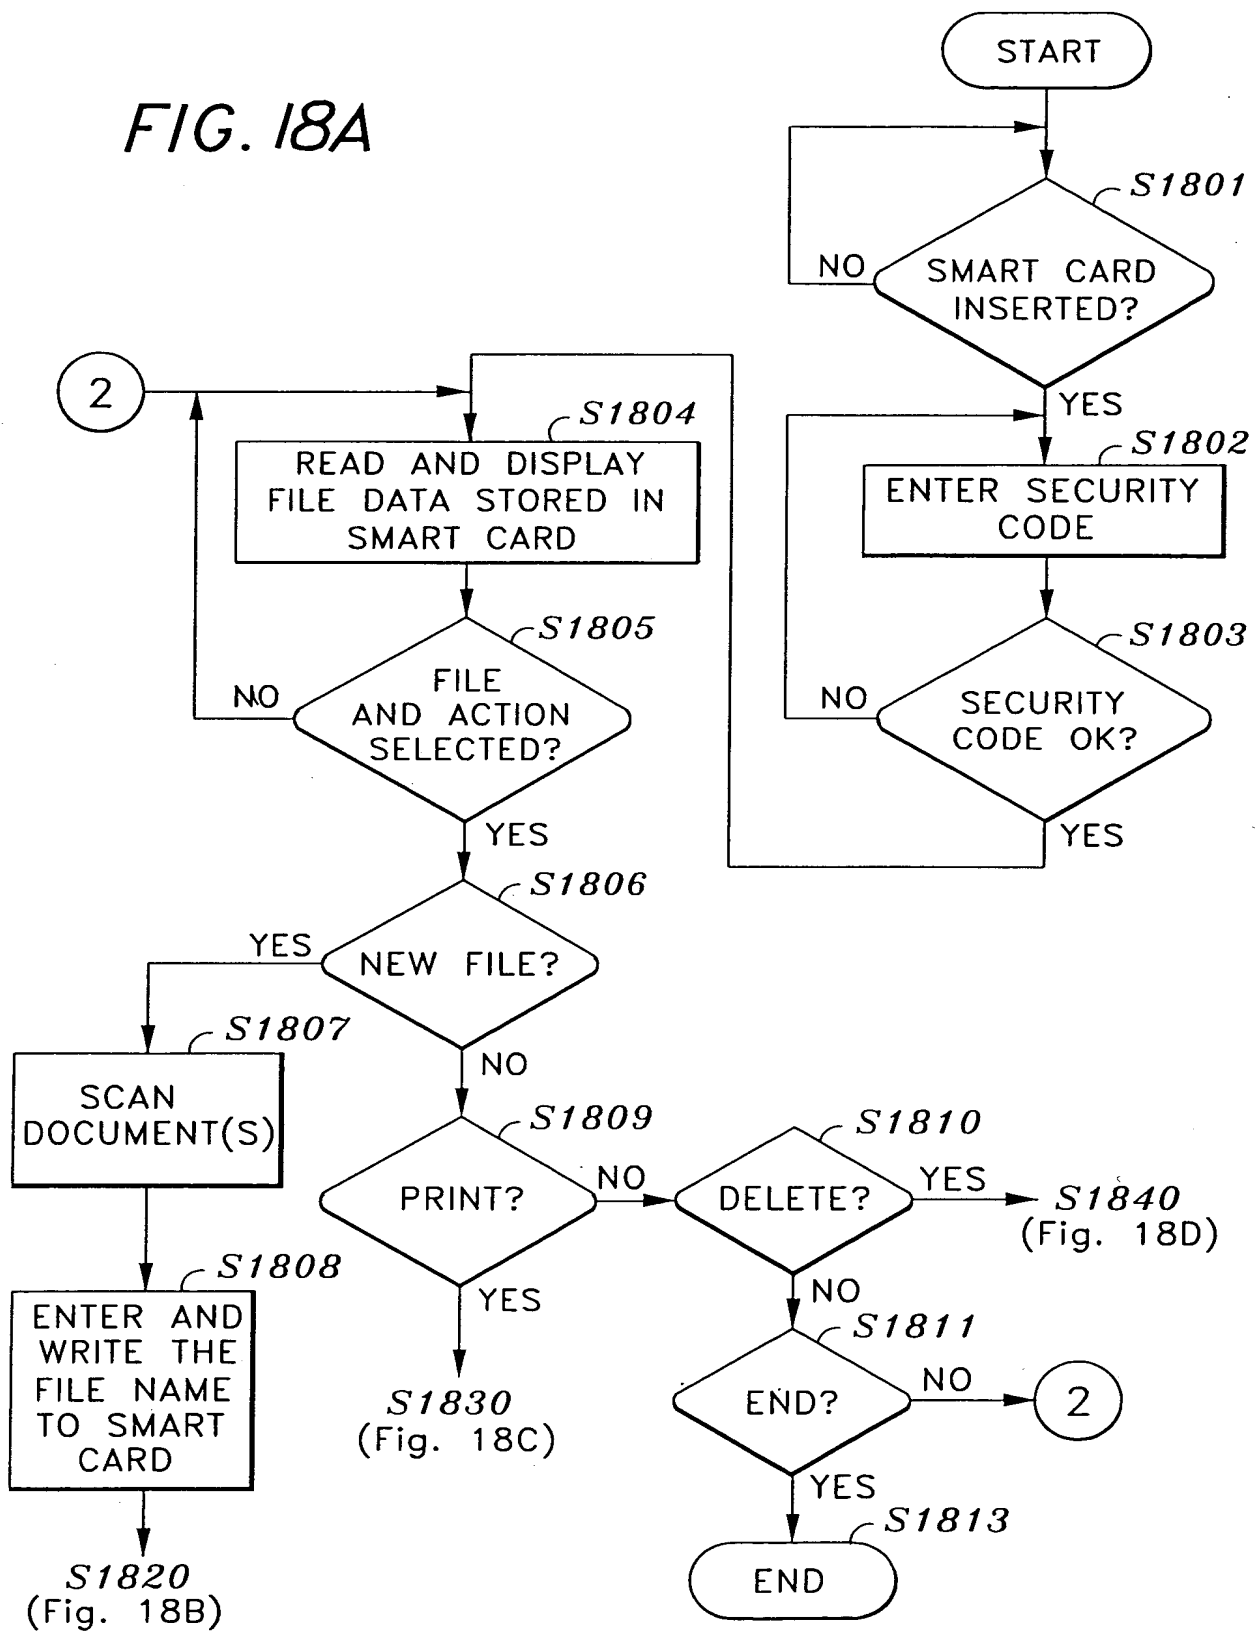 FIG. 18A
START
S1801
NO
SMART CARD
INSERTED?
YES
S1802
ENTER SECURITY
CODE
S1803
NO
SECURITY
CODE OK?
YES
2
S1804
READ AND DISPLAY
FILE DATA STORED IN
SMART CARD
S1805
NO
FILE
AND ACTION
SELECTED?
YES
S1806
YES
NEW FILE?
NO
S1807
SCAN
DOCUMENT(S)
S1808
ENTER AND
WRITE THE
FILE NAME
TO SMART
CARD
S1820
(Fig. 18B)
S1809
PRINT?
NO
YES
S1830
(Fig. 18C)
S1810
DELETE?
YES
S1840
(Fig. 18D)
NO
S1811
END?
NO
2
YES
S1813
END